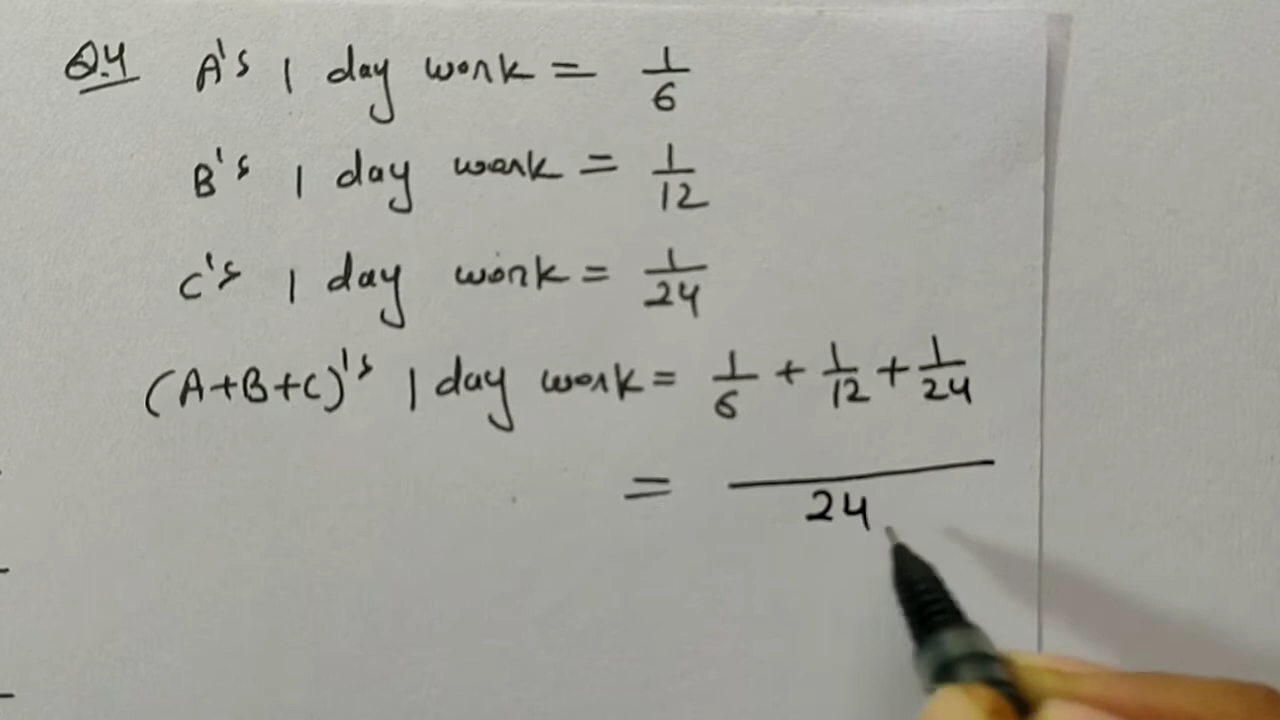 Q.4 A's 1 day work = 1/6
B's 1 day work = 1/12
C's 1 day work = 1/24
(A+B+C)'s 1 day work = 1/6 + 1/12 + 1/24
= /24